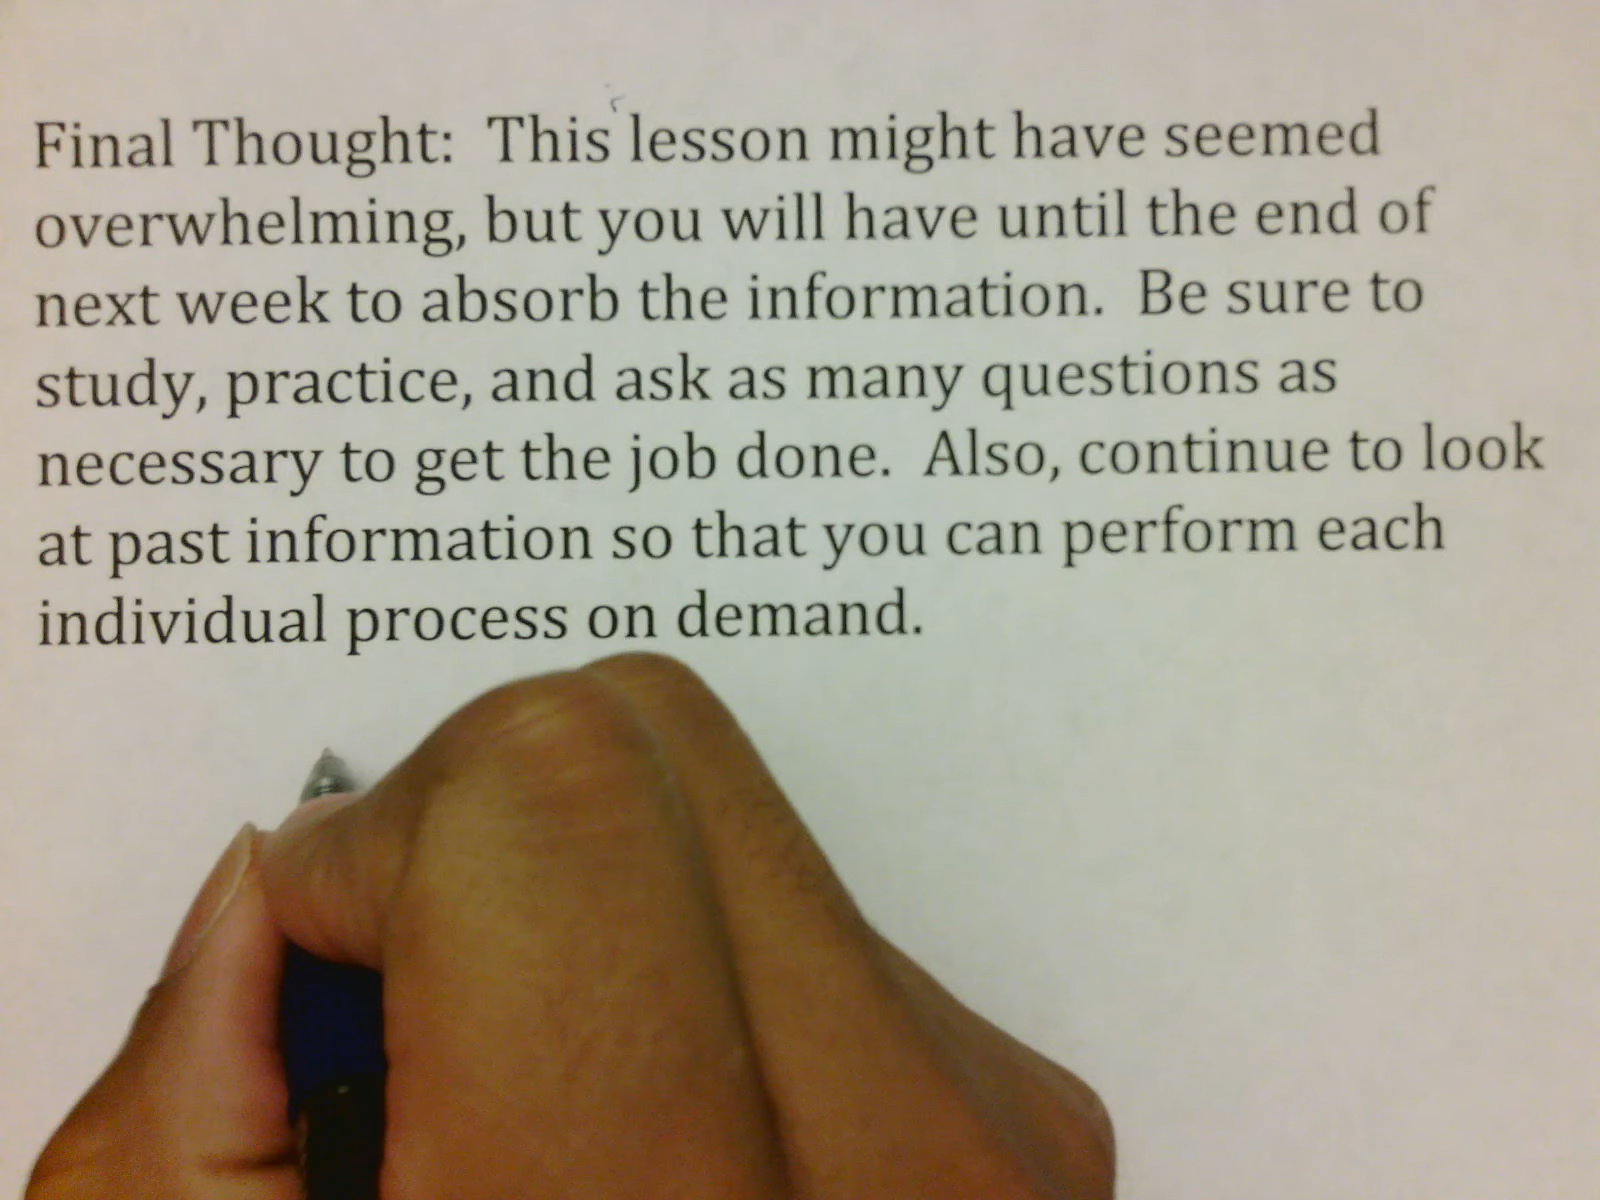 Final Thought:  This lesson might have seemed
overwhelming, but you will have until the end of
next week to absorb the information.  Be sure to
study, practice, and ask as many questions as
necessary to get the job done.  Also, continue to look
at past information so that you can perform each
individual process on demand.